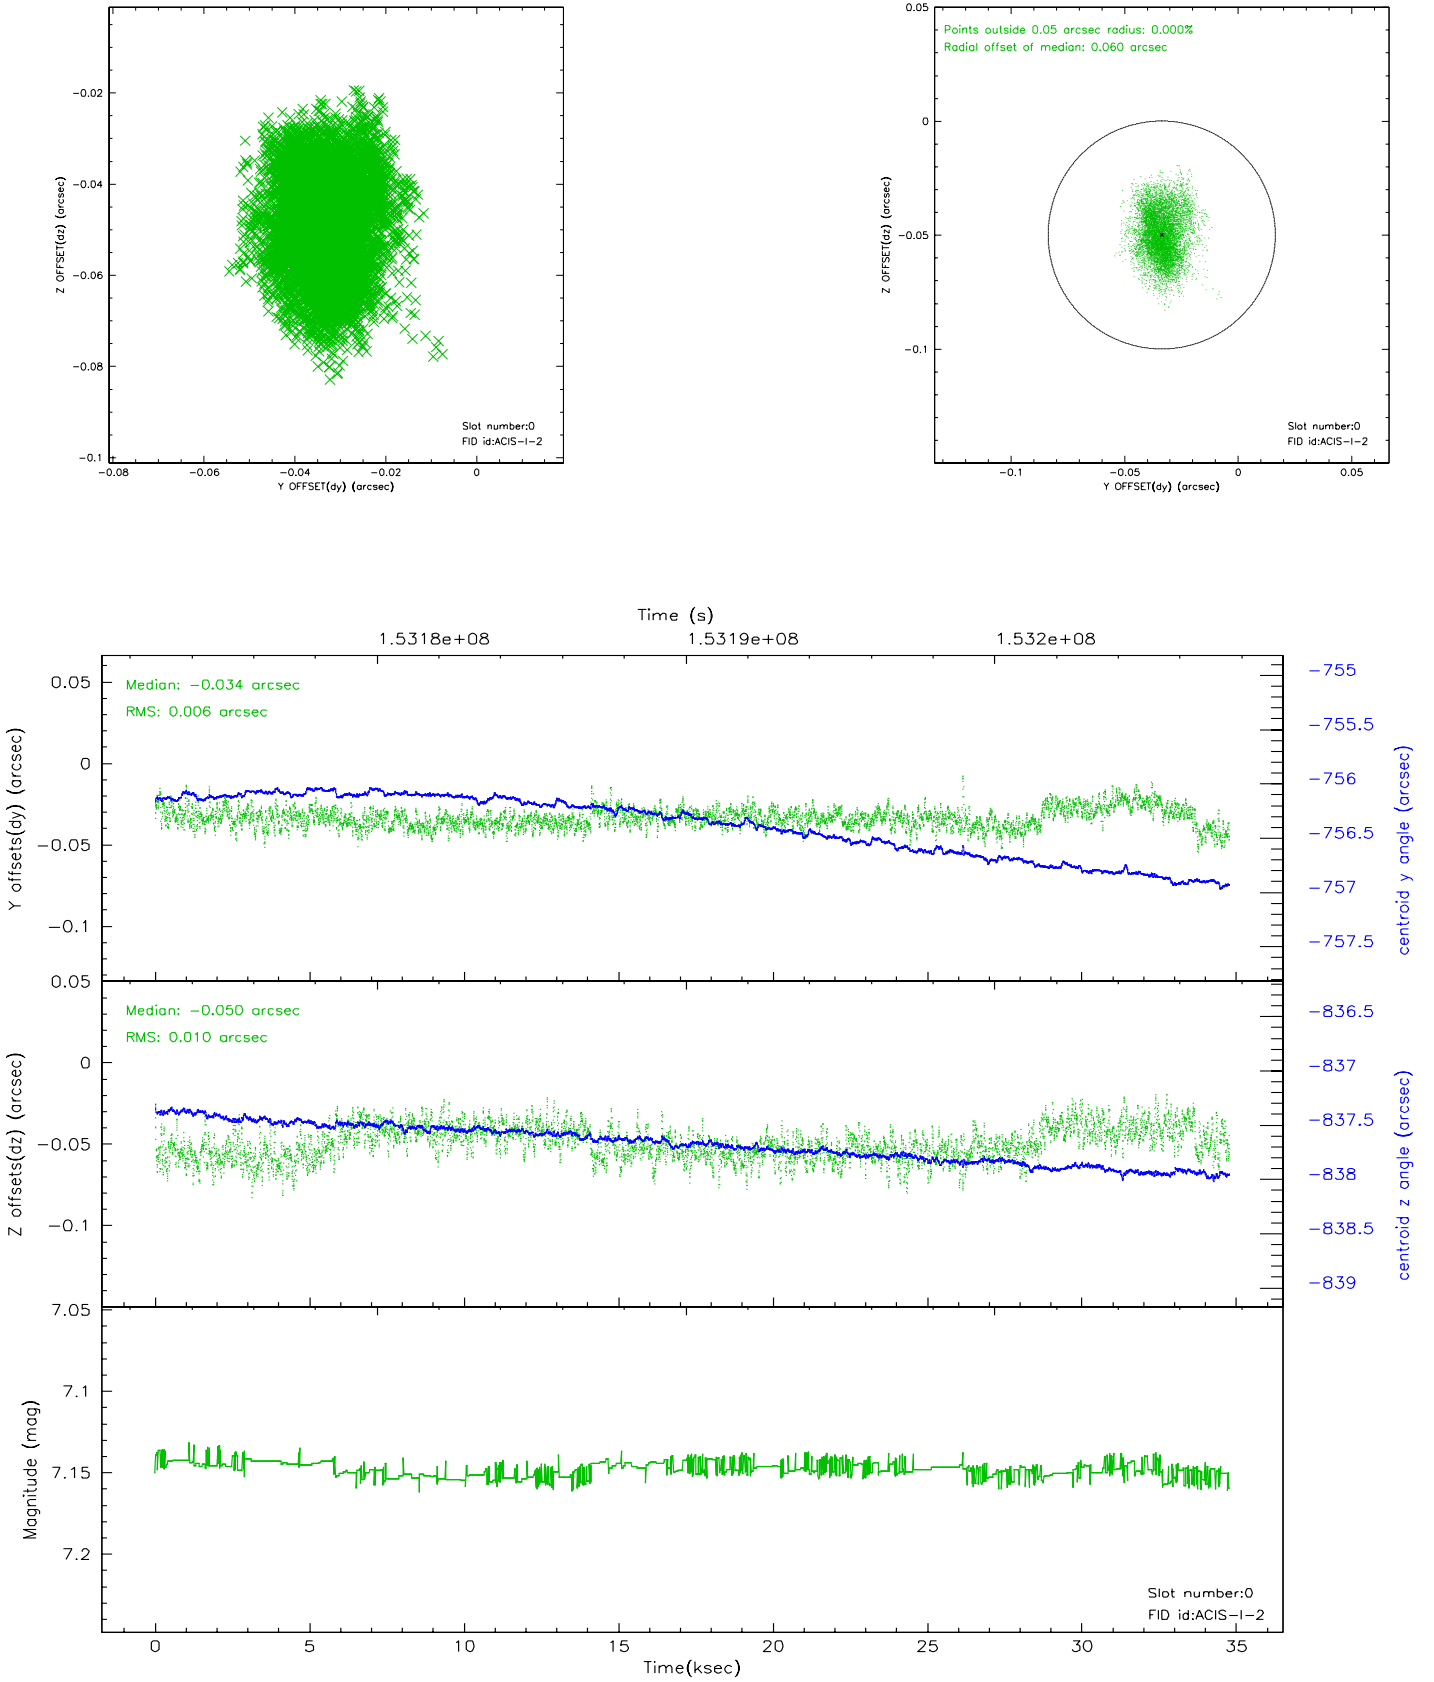 −0.02
−0.04
−0.06
−0.08
−0.1
Z OFFSET(dz) (arcsec)
−0.08 −0.06 −0.04 −0.02 0
Y OFFSET(dy) (arcsec)
Slot number:0
FID id:ACIS−I−2
Points outside 0.05 arcsec radius: 0.000%
Radial offset of median: 0.060 arcsec
0.05
0
−0.05
−0.1
Z OFFSET(dz) (arcsec)
−0.1 −0.05 0 0.05
Y OFFSET(dy) (arcsec)
Slot number:0
FID id:ACIS−I−2
Time (s)
1.5318e+08 1.5319e+08 1.532e+08
Median: −0.034 arcsec
RMS: 0.006 arcsec
0.05
0
−0.05
−0.1
Y offsets(dy) (arcsec)
−755
−755.5
−756
−756.5
−757
−757.5
centroid y angle (arcsec)
Median: −0.050 arcsec
RMS: 0.010 arcsec
0.05
0
−0.05
−0.1
Z offsets(dz) (arcsec)
−836.5
−837
−837.5
−838
−838.5
−839
centroid z angle (arcsec)
7.05
7.1
7.15
7.2
Magnitude (mag)
Slot number:0
FID id:ACIS−I−2
0 5 10 15 20 25 30 35
Time(ksec)